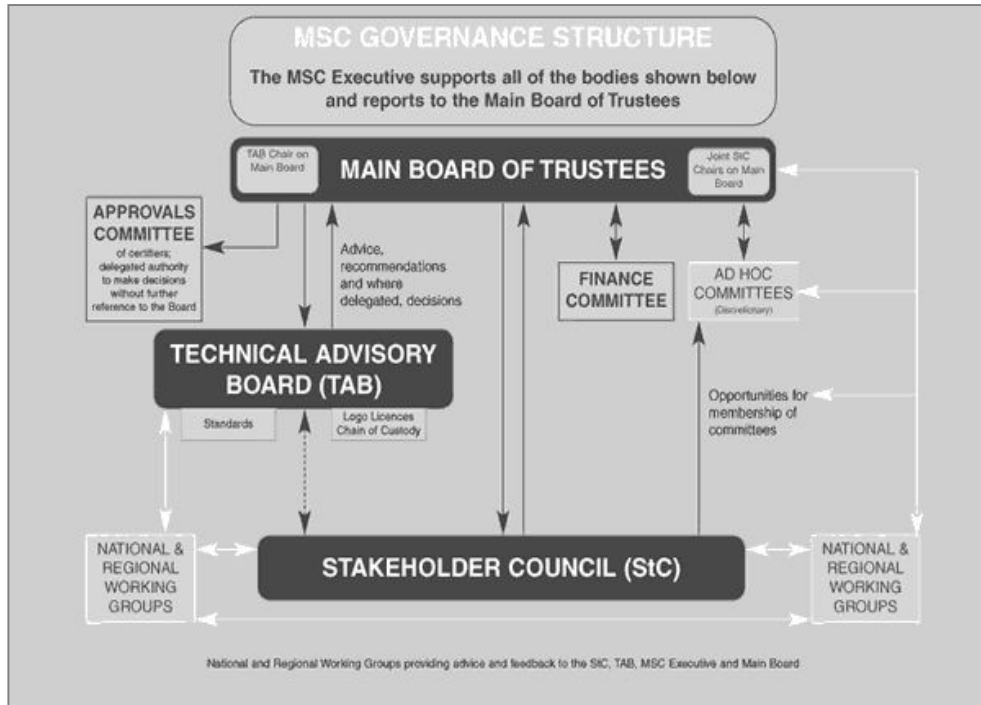 MSC GOVERNANCE STRUCTURE
The MSC Executive supports all of the bodies shown below
and reports to the Main Board of Trustees
TAB Chair on
Main Board
MAIN BOARD OF TRUSTEES
Joint StC
Chairs on Main
Board
APPROVALS
COMMITTEE
of certifiers;
delegated authority
to make decisions
without further
reference to the Board
Advice,
recommendations
and where
delegated, decisions
FINANCE
COMMITTEE
AD HOC
COMMITTEES
(Discretionary)
TECHNICAL ADVISORY
BOARD (TAB)
Standards
Logo Licences
Chain of Custody
Opportunities for
membership of
committees
NATIONAL &
REGIONAL
WORKING
GROUPS
STAKEHOLDER COUNCIL (StC)
NATIONAL &
REGIONAL
WORKING
GROUPS
National and Regional Working Groups providing advice and feedback to the StC, TAB, MSC Executive and Main Board